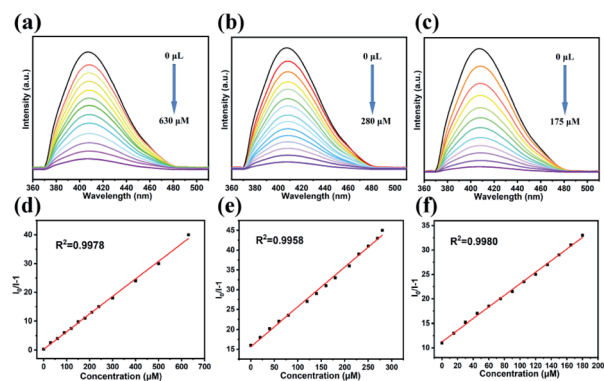 (a)
0 μL
630 μM
Intensity (a.u.)
360 380 400 420 440 460 480 500
Wavelength (nm)
(b)
0 μL
280 μM
Intensity (a.u.)
360 380 400 420 440 460 480 500
Wavelength (nm)
(c)
0 μL
175 μM
Intensity (a.u.)
360 380 400 420 440 460 480 500
Wavelength (nm)
(d)
R²=0.9978
I₀/I-1
40
30
20
10
0
0 100 200 300 400 500 600 700
Concentration (μM)
(e)
R²=0.9958
I₀/I-1
45
40
35
30
25
20
15
0 50 100 150 200 250 300
Concentration (μM)
(f)
R²=0.9980
I₀/I-1
35
30
25
20
15
10
0 20 40 60 80 100 120 140 160 180 200
Concentration (μM)